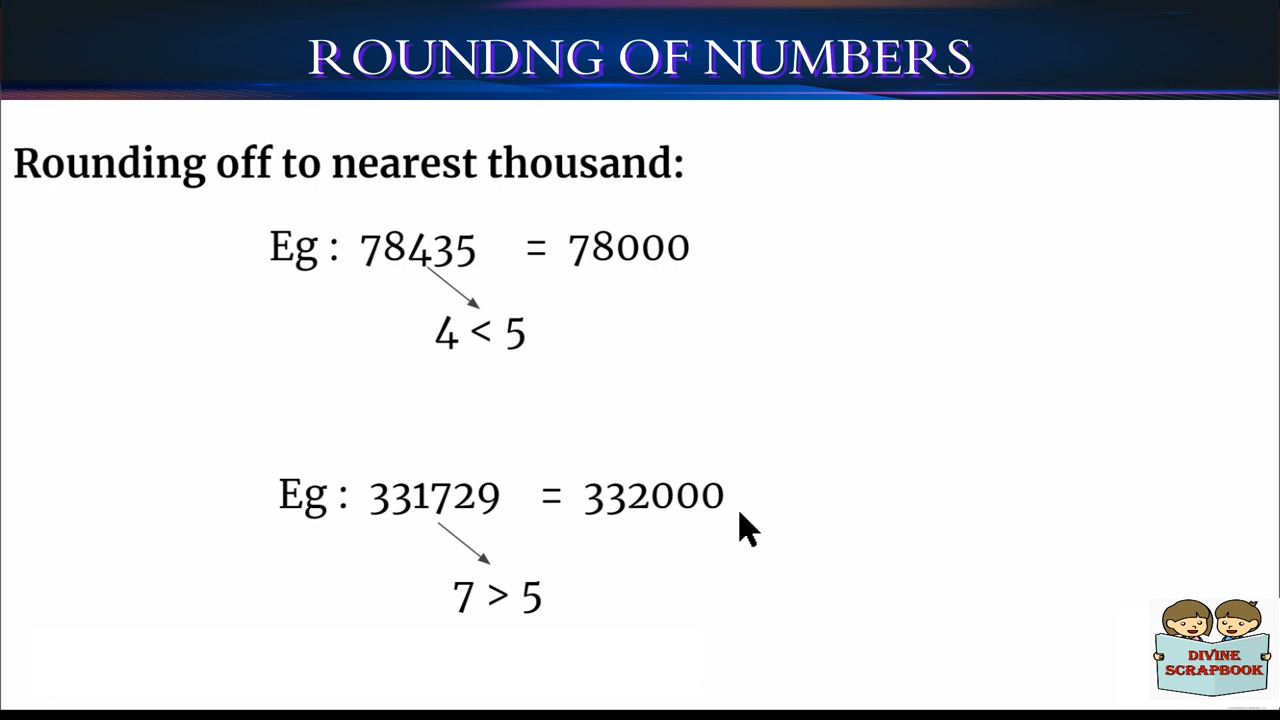 ROUNDNG OF NUMBERS
Rounding off to nearest thousand:
Eg : 78435 = 78000
4 < 5
Eg : 331729 = 332000
7 > 5
DIVINE
SCRAPBOOK